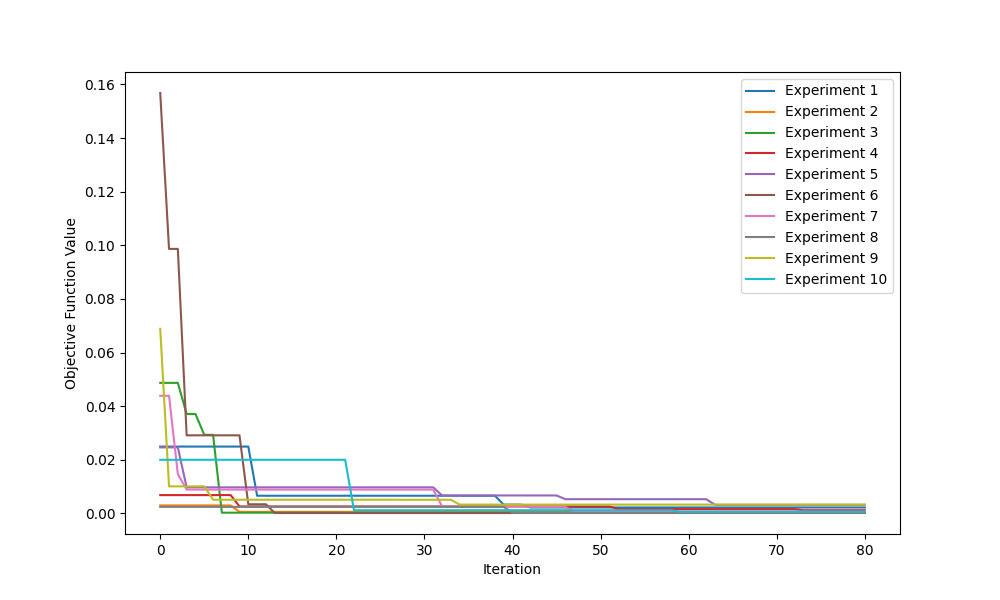 0.16
0.14
0.12
0.10
0.08
0.06
0.04
0.02
0.00
Objective Function Value
0 10 20 30 40 50 60 70 80
Iteration
Experiment 1
Experiment 2
Experiment 3
Experiment 4
Experiment 5
Experiment 6
Experiment 7
Experiment 8
Experiment 9
Experiment 10